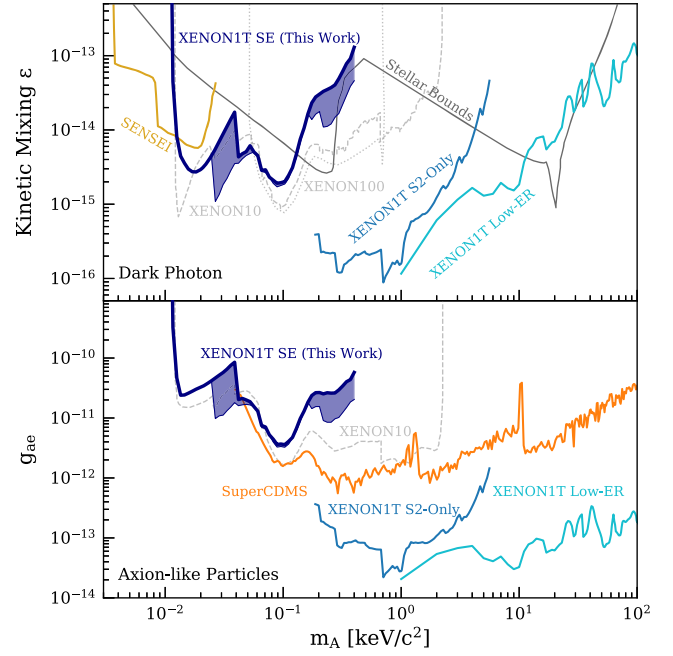 XENON1T SE (This Work)
10⁻¹³
Stellar Bounds
SENSEI
10⁻¹⁴
Kinetic Mixing ε
XENON10
XENON100
10⁻¹⁵
XENON1T S2-Only
XENON1T Low-ER
10⁻¹⁶
Dark Photon
XENON1T SE (This Work)
10⁻¹⁰
10⁻¹¹
XENON10
gₐₑ
10⁻¹²
SuperCDMS
XENON1T Low-ER
XENON1T S2-Only
10⁻¹³
Axion-like Particles
10⁻¹⁴
10⁻² 10⁻¹ 10⁰ 10¹ 10²
m_A [keV/c²]